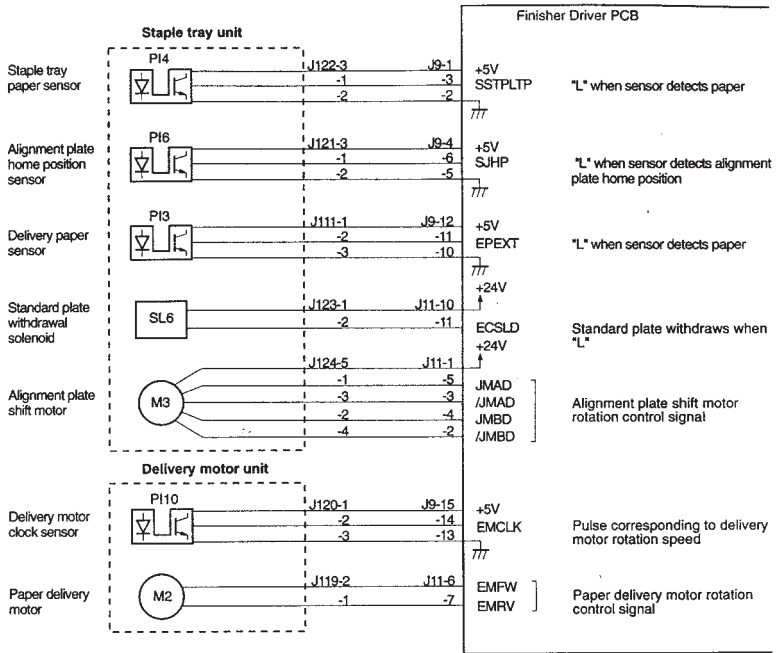 Finisher Driver PCB
Staple tray unit
Staple tray
paper sensor
PI4
J122-3
-1
-2
J9-1
-3
-2
+5V
SSTPLTP
"L" when sensor detects paper
Alignment plate
home position
sensor
PI6
J121-3
-1
-2
J9-4
-6
-5
+5V
SJHP
"L" when sensor detects alignment
plate home position
Delivery paper
sensor
PI3
J111-1
-2
-3
J9-12
-11
-10
+5V
EPEXT
"L" when sensor detects paper
Standard plate
withdrawal
solenoid
SL6
J123-1
-2
J11-10
-11
+24V
ECSLD
Standard plate withdraws when
"L"
Alignment plate
shift motor
M3
J124-5
-1
-3
-2
-4
J11-1
-5
-3
-4
-2
+24V
JMAD
/JMAD
JMBD
/JMBD
Alignment plate shift motor
rotation control signal
Delivery motor unit
Delivery motor
clock sensor
PI10
J120-1
-2
-3
J9-15
-14
-13
+5V
EMCLK
Pulse corresponding to delivery
motor rotation speed
Paper delivery
motor
M2
J119-2
-1
J11-6
-7
EMFW
EMRV
Paper delivery motor rotation
control signal